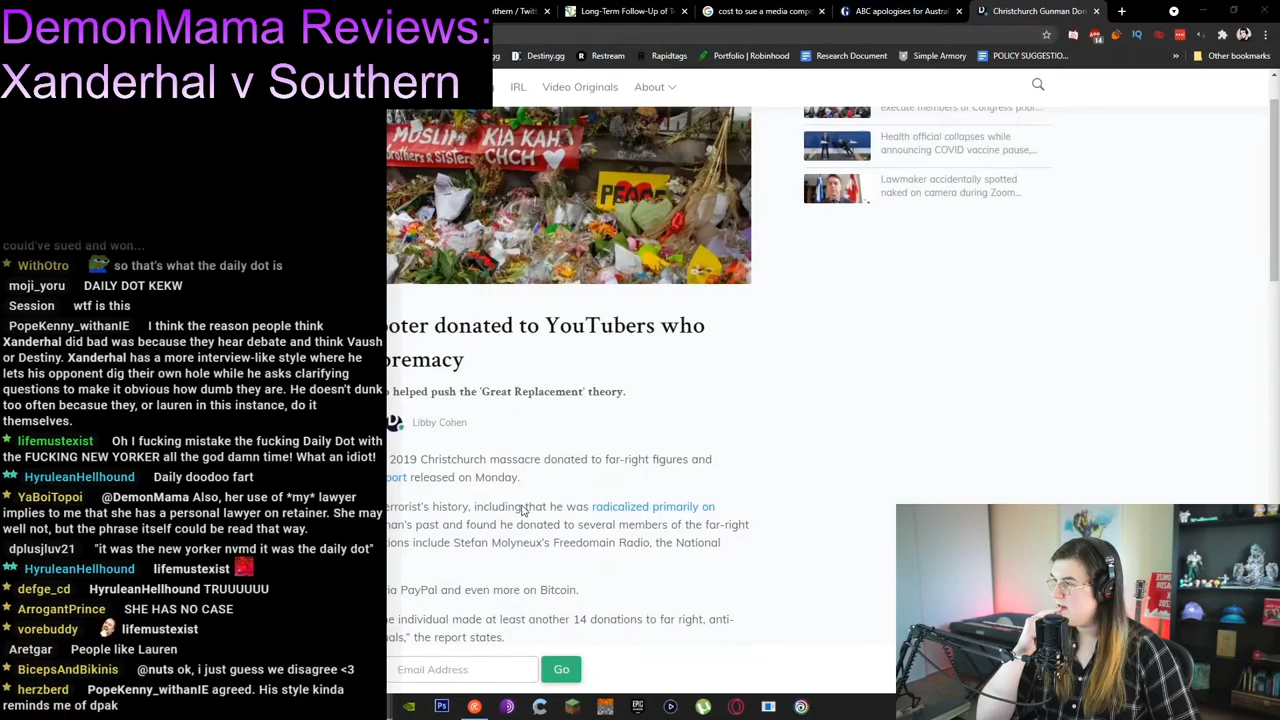 DemonMama Reviews:
Xanderhal v Southern
thern / Twitt
Long-Term Follow-Up of T
cost to sue a media compo
ABC apologises for Austral
Christchurch Gunman Don
gg
Destiny.gg
Restream
Rapidtags
Portfolio | Robinhood
Research Document
Simple Armory
POLICY SUGGESTIO...
Other bookmarks
IRL
Video Originals
About
execute members of Congress prior...
Health official collapses while
announcing COVID vaccine pause,...
Lawmaker accidentally spotted
naked on camera during Zoom...
MUSLIM
brothers & sisters
KIA KAH
CHCH
PEACE
ooter donated to YouTubers who
premacy
o helped push the 'Great Replacement' theory.
Libby Cohen
2019 Christchurch massacre donated to far-right figures and
port released on Monday.
errorist's history, including that he was radicalized primarily on
nan's past and found he donated to several members of the far-right
tions include Stefan Molyneux's Freedomain Radio, the National
ia PayPal and even more on Bitcoin.
e individual made at least another 14 donations to far right, anti-
uals," the report states.
Email Address
Go
could've sued and won...
WithOtro so that's what the daily dot is
moji_yoru DAILY DOT KEKW
Session wtf is this
PopeKenny_withanIE I think the reason people think
Xanderhal did bad was because they hear debate and think Vaush
or Destiny. Xanderhal has a more interview-like style where he
lets his opponent dig their own hole while he asks clarifying
questions to make it obvious how dumb they are. He doesn't dunk
too often becasue they, or lauren in this instance, do it
themselves.
lifemustexist Oh I fucking mistake the fucking Daily Dot with
the FUCKING NEW YORKER all the god damn time! What an idiot!
HyruleanHellhound Daily doodoo fart
YaBoiTopoi @DemonMama Also, her use of *my* lawyer
implies to me that she has a personal lawyer on retainer. She may
well not, but the phrase itself could be read that way.
dplusjluv21 "it was the new yorker nvmd it was the daily dot"
HyruleanHellhound lifemustexist
defge_cd HyruleanHellhound TRUUUUUU
ArrogantPrince SHE HAS NO CASE
vorebuddy lifemustexist
Aretgar People like Lauren
BicepsAndBikinis @nuts ok, i just guess we disagree <3
herzberd PopeKenny_withanIE agreed. His style kinda
reminds me of dpak